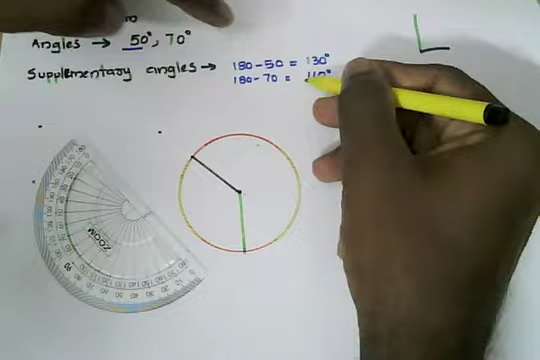 Angles → 50°, 70°
Supplementary angles → 180-50 = 130°
180-70 = 110°
ZOOM